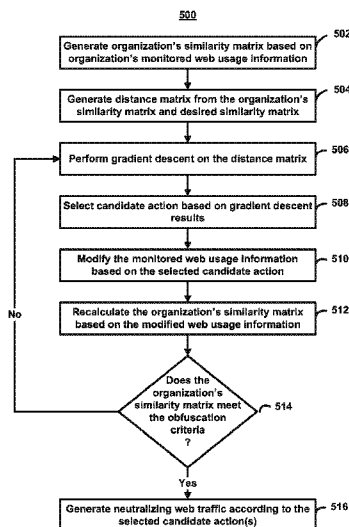 500
502
Generate organization's similarity matrix based on
organization's monitored web usage information
504
Generate distance matrix from the organization's
similarity matrix and desired similarity matrix
506
Perform gradient descent on the distance matrix
508
Select candidate action based on gradient descent
results
510
Modify the monitored web usage information
based on the selected candidate action
512
Recalculate the organization's similarity matrix
based on the modified web usage information
No
Does the
organization's
similarity matrix meet
the obfuscation
criteria
?
514
Yes
516
Generate neutralizing web traffic according to the
selected candidate action(s)